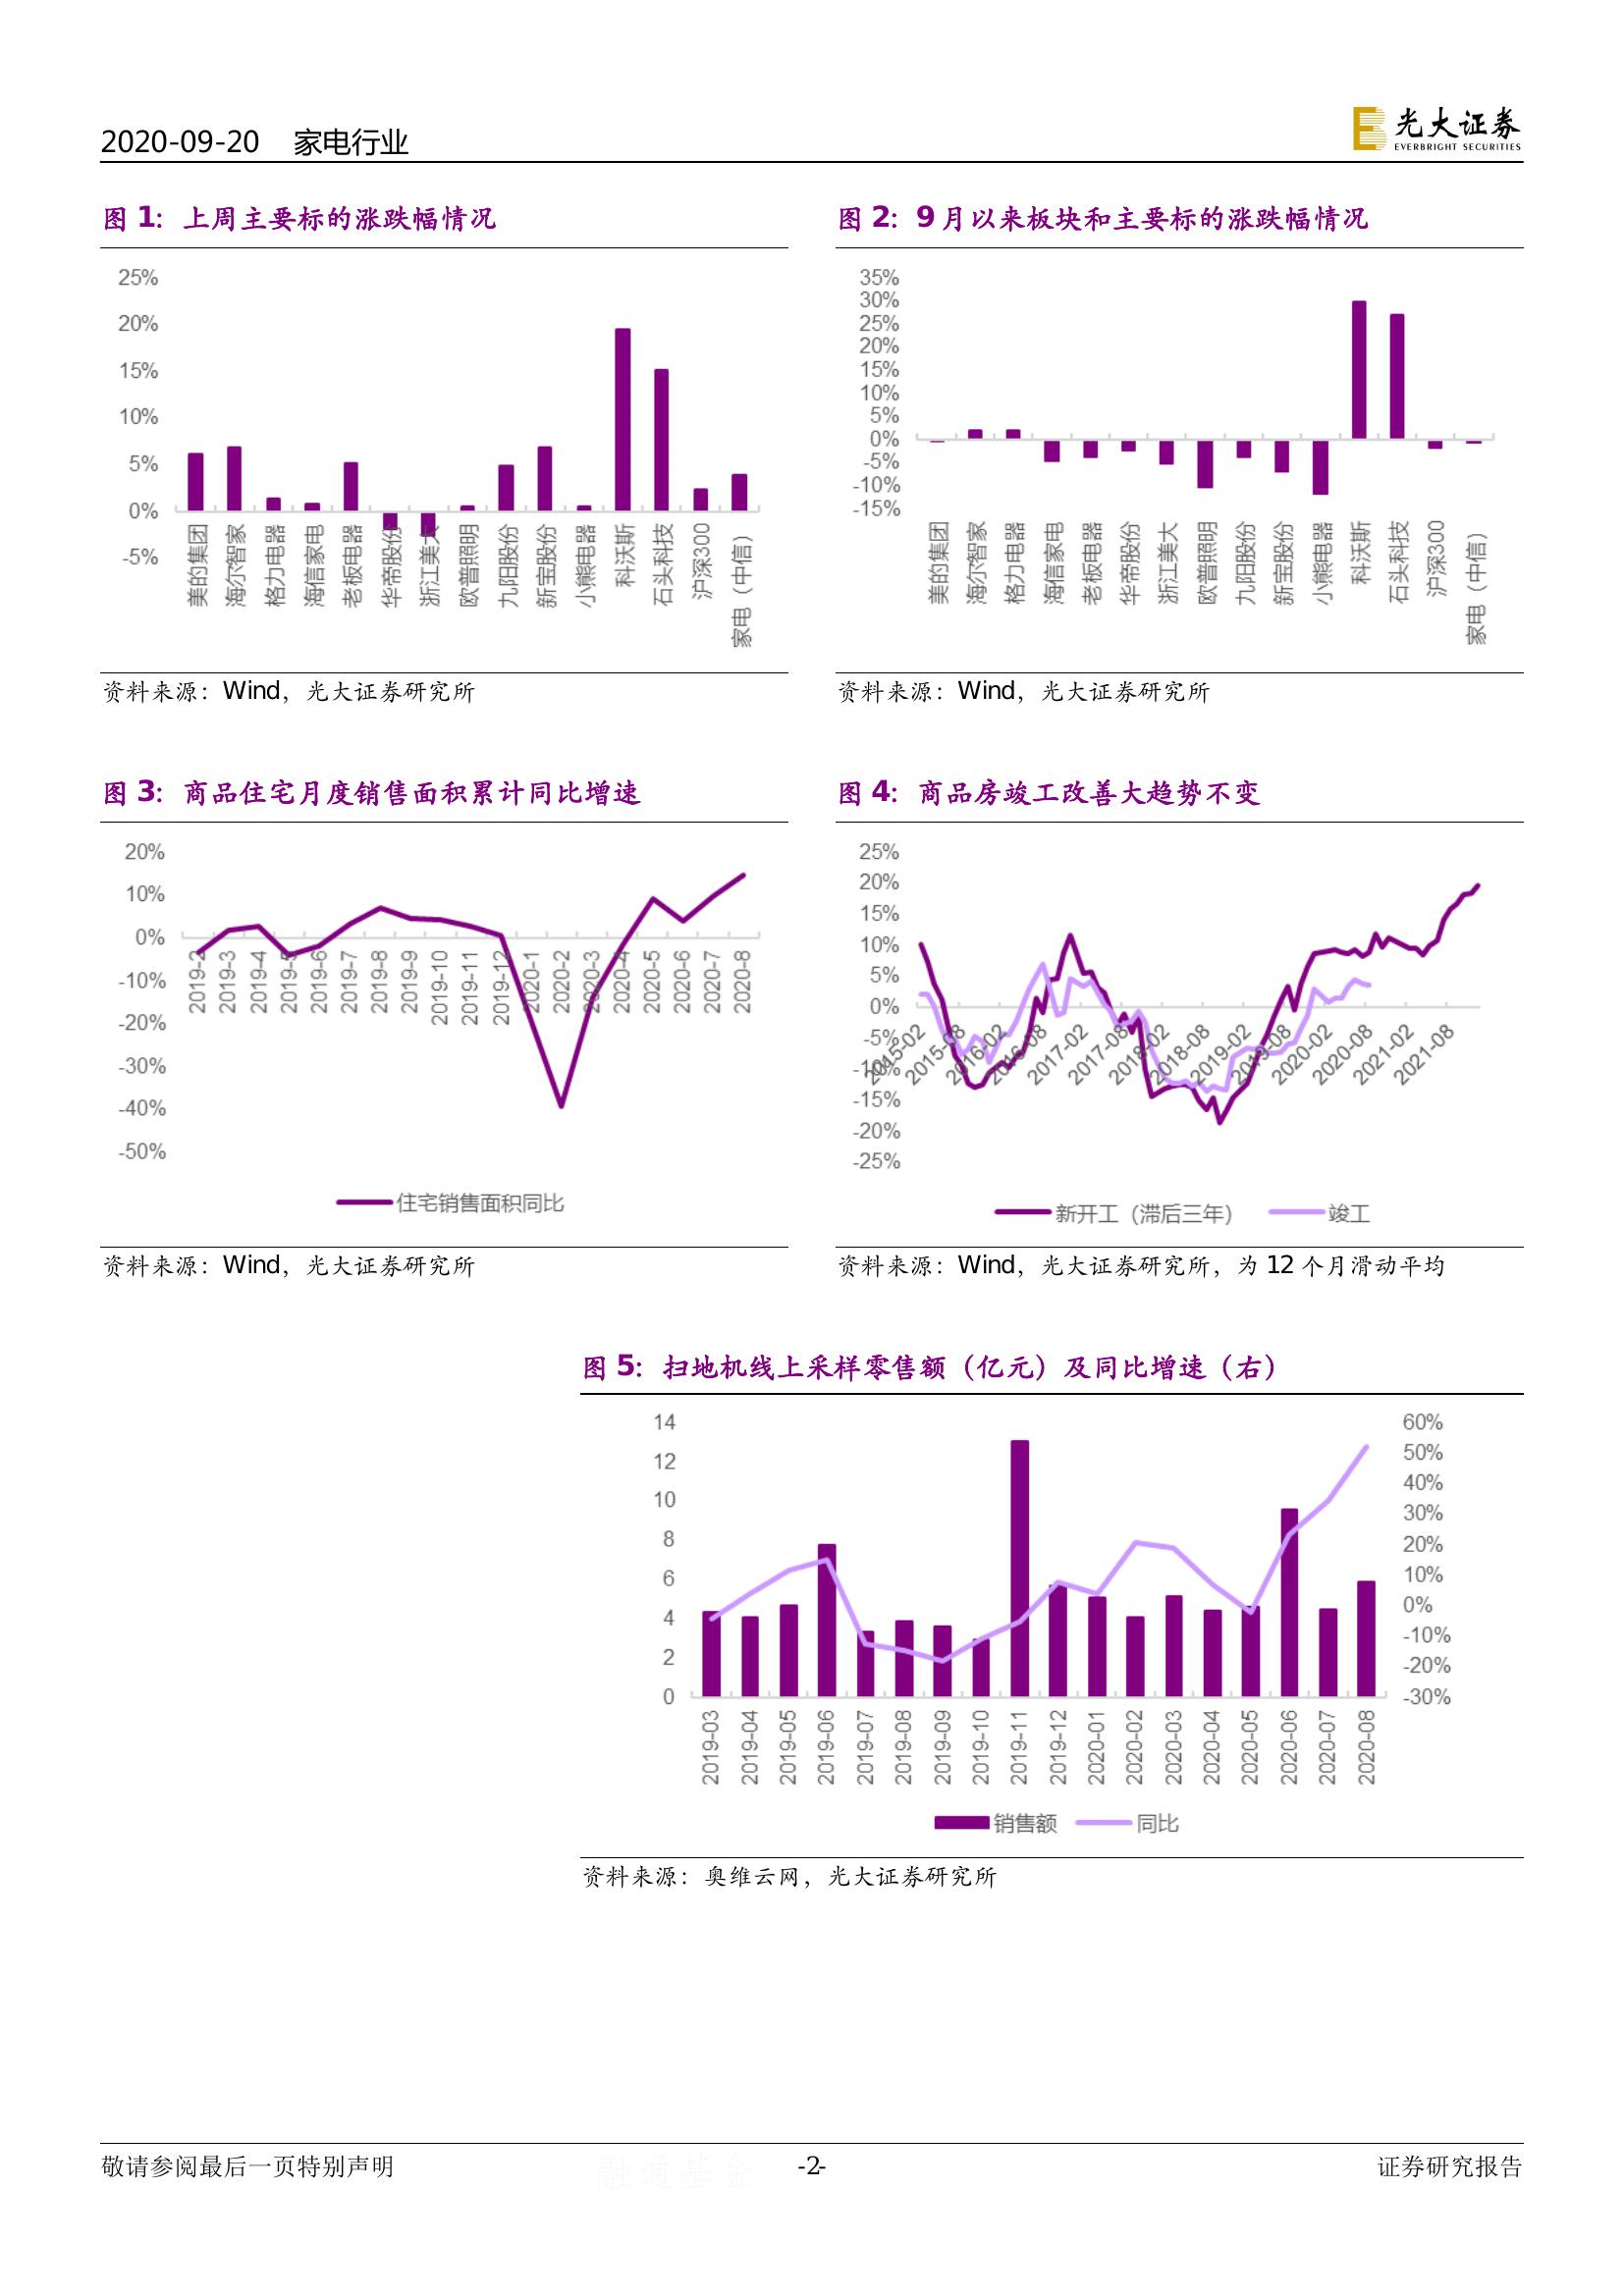 2020-09-20 家电行业
光大证券
EVERBRIGHT SECURITIES
图 1：上周主要标的涨跌幅情况
25%
20%
15%
10%
5%
0%
-5%
美的集团
海尔智家
格力电器
海信家电
老板电器
华帝股份
浙江美大
欧普照明
九阳股份
新宝股份
小熊电器
科沃斯
石头科技
沪深300
家电（中信）
资料来源：Wind，光大证券研究所
图 2：9 月以来板块和主要标的涨跌幅情况
35%
30%
25%
20%
15%
10%
5%
0%
-5%
-10%
-15%
美的集团
海尔智家
格力电器
海信家电
老板电器
华帝股份
浙江美大
欧普照明
九阳股份
新宝股份
小熊电器
科沃斯
石头科技
沪深300
家电（中信）
资料来源：Wind，光大证券研究所
图 3：商品住宅月度销售面积累计同比增速
20%
10%
0%
-10%
-20%
-30%
-40%
-50%
2019-2
2019-3
2019-4
2019-5
2019-6
2019-7
2019-8
2019-9
2019-10
2019-11
2019-12
2020-1
2020-2
2020-3
2020-4
2020-5
2020-6
2020-7
2020-8
住宅销售面积同比
资料来源：Wind，光大证券研究所
图 4：商品房竣工改善大趋势不变
25%
20%
15%
10%
5%
0%
-5%
-10%
-15%
-20%
-25%
2015-02
2015-08
2016-02
2016-08
2017-02
2017-08
2018-02
2018-08
2019-02
2019-08
2020-02
2020-08
2021-02
2021-08
新开工（滞后三年）
竣工
资料来源：Wind，光大证券研究所，为 12 个月滑动平均
图 5：扫地机线上采样零售额（亿元）及同比增速（右）
14
12
10
8
6
4
2
0
60%
50%
40%
30%
20%
10%
0%
-10%
-20%
-30%
2019-03
2019-04
2019-05
2019-06
2019-07
2019-08
2019-09
2019-10
2019-11
2019-12
2020-01
2020-02
2020-03
2020-04
2020-05
2020-06
2020-07
2020-08
销售额
同比
资料来源：奥维云网，光大证券研究所
敬请参阅最后一页特别声明
融通基金
-2-
证券研究报告